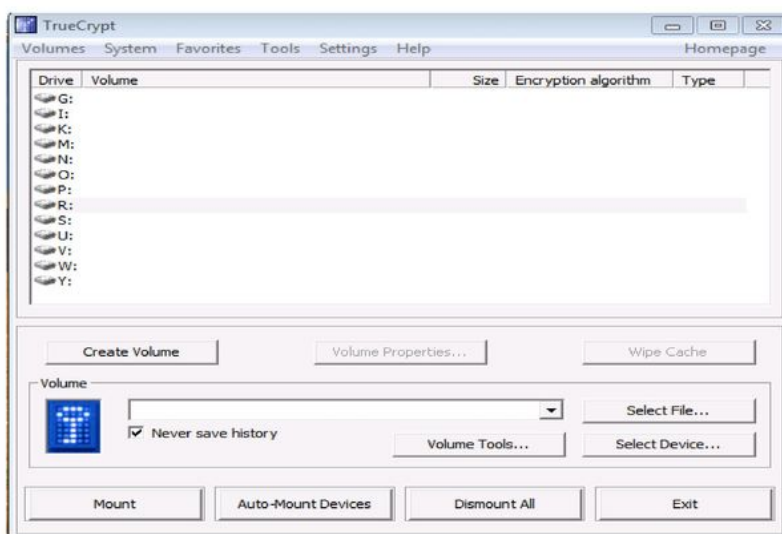 TrueCrypt
Volumes System Favorites Tools Settings Help Homepage
Drive Volume Size Encryption algorithm Type
G:
I:
K:
M:
N:
O:
P:
R:
S:
U:
V:
W:
Y:
Create Volume Volume Properties... Wipe Cache
Volume
Select File...
Never save history
Volume Tools... Select Device...
Mount Auto-Mount Devices Dismount All Exit